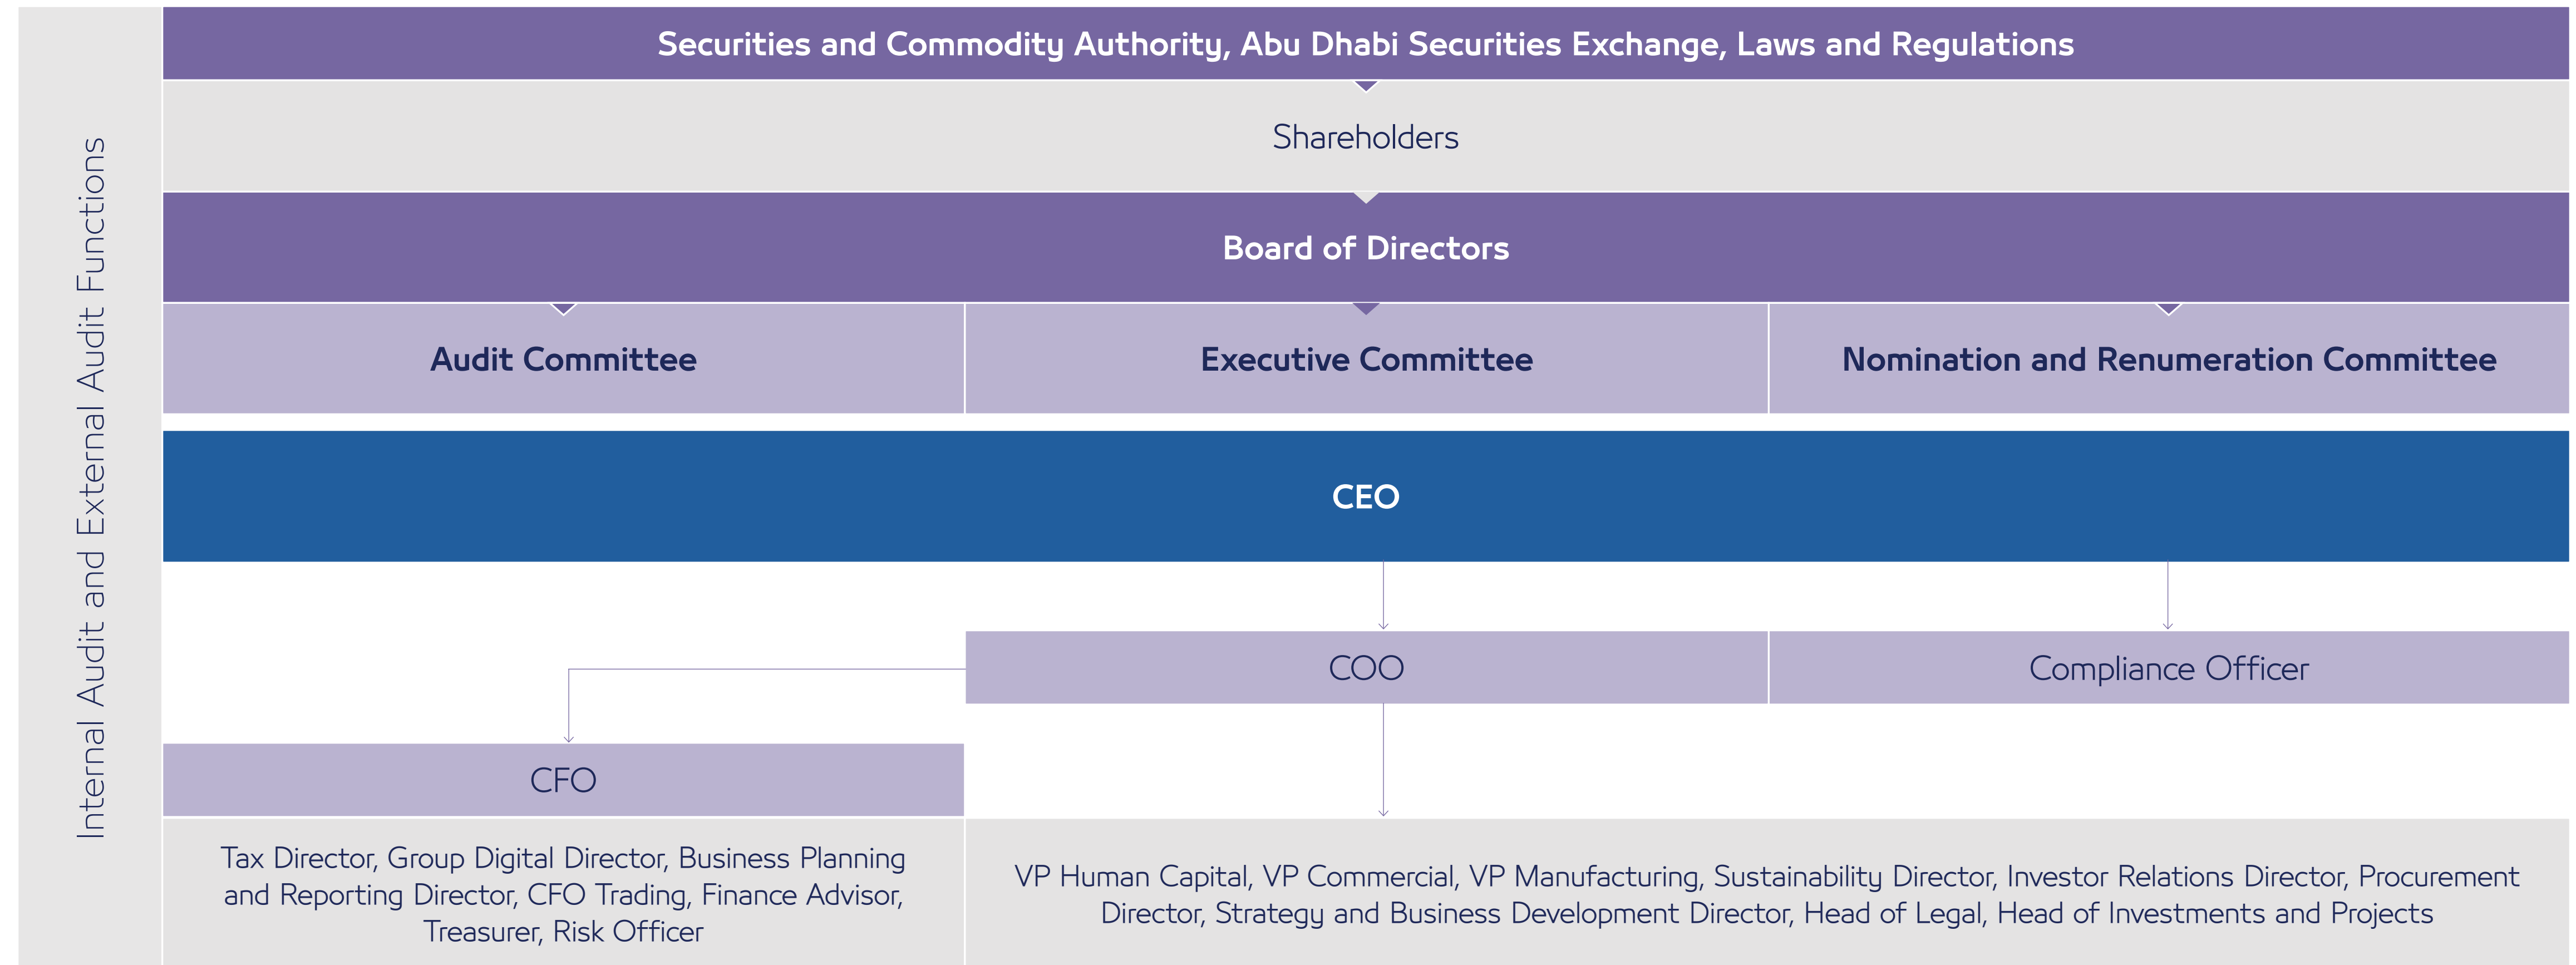 Internal Audit and External Audit Functions
Securities and Commodity Authority, Abu Dhabi Securities Exchange, Laws and Regulations
Shareholders
Board of Directors
Audit Committee
Executive Committee
Nomination and Renumeration Committee
CEO
COO
Compliance Officer
CFO
Tax Director, Group Digital Director, Business Planning
and Reporting Director, CFO Trading, Finance Advisor,
Treasurer, Risk Officer
VP Human Capital, VP Commercial, VP Manufacturing, Sustainability Director, Investor Relations Director, Procurement
Director, Strategy and Business Development Director, Head of Legal, Head of Investments and Projects